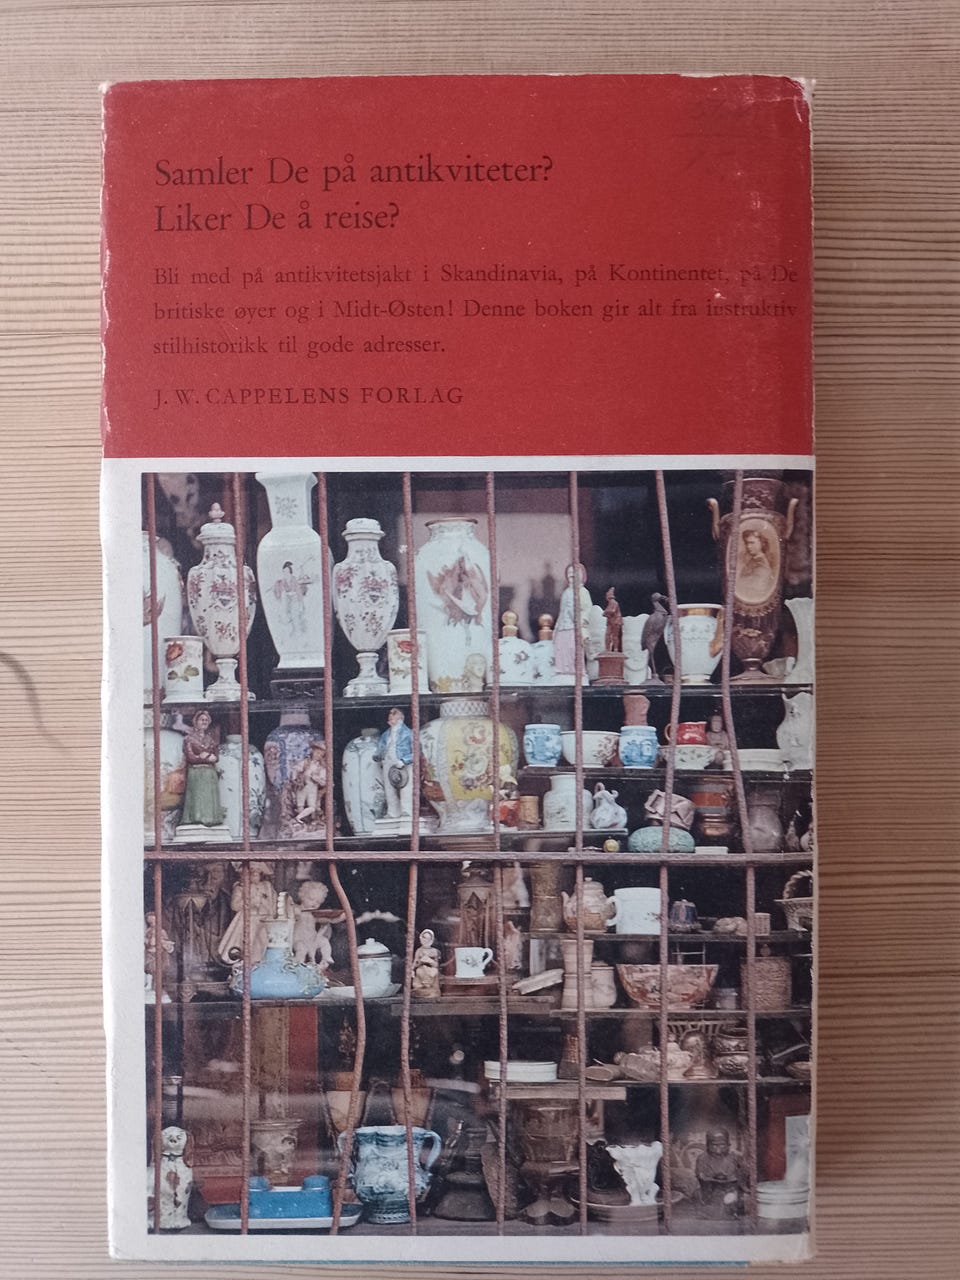 Samler De på antikviteter?
Liker De å reise?
Bli med på antikvitetsjakt i Skandinavia, på Kontinentet, på De
britiske øyer og i Midt-Østen! Denne boken gir alt fra instruktiv
stilhistorikk til gode adresser.
J. W. CAPPELENS FORLAG